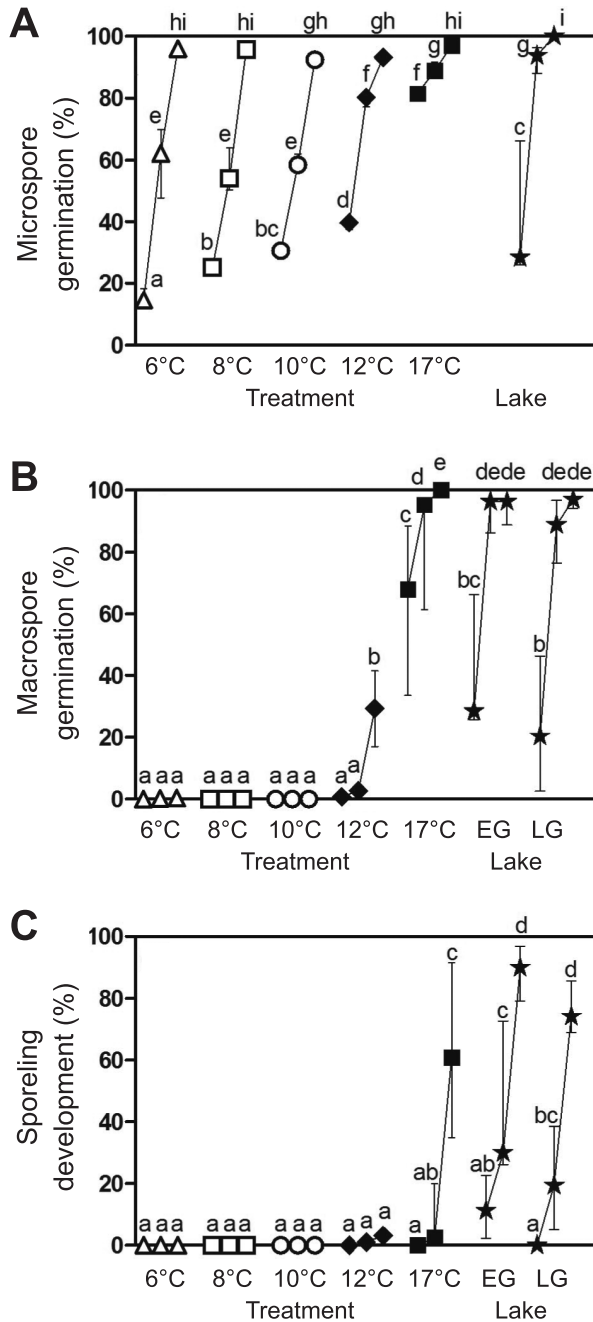 A
hi hi gh gh hi i
100
g g
f f
80
e
e e
60
c
Microspore germination (%)
40
d
b bc
20
a
0
6°C 8°C 10°C 12°C 17°C
Treatment Lake
B
e
d dede dede
100
c
80
Macrospore germination (%)
60
bc
40
b b
20
a a a a a a a a a a a
0
6°C 8°C 10°C 12°C 17°C EG LG
Treatment Lake
C
d
100
c
80
d
c
Sporeling development (%)
60
40
bc
ab ab
20
a a a a a a a a a a a a a a
0
6°C 8°C 10°C 12°C 17°C EG LG
Treatment Lake